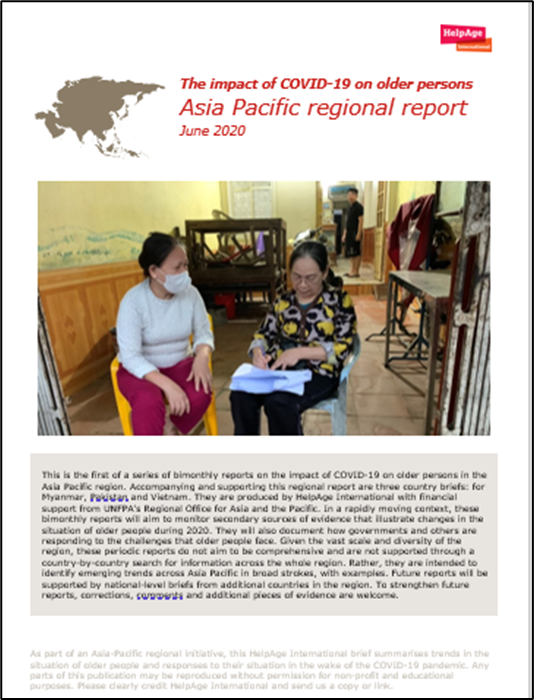 HelpAge
International
The impact of COVID-19 on older persons
Asia Pacific regional report
June 2020
This is the first of a series of bimonthly reports on the impact of COVID-19 on older persons in the
Asia Pacific region. Accompanying and supporting this regional report are three country briefs: for
Myanmar, Pakistan and Vietnam. They are produced by HelpAge International with financial
support from UNFPA's Regional Office for Asia and the Pacific. In a rapidly moving context, these
bimonthly reports will aim to monitor secondary sources of evidence that illustrate changes in the
situation of older people during 2020. They will also document how governments and others are
responding to the challenges that older people face. Given the vast scale and diversity of the
region, these periodic reports do not aim to be comprehensive and are not supported through a
country-by-country search for information across the whole region. Rather, they are intended to
identify emerging trends across Asia Pacific in broad strokes, with examples. Future reports will be
supported by national-level briefs from additional countries in the region. To strengthen future
reports, corrections, comments and additional pieces of evidence are welcome.
As part of an Asia-Pacific regional initiative, this HelpAge International brief summarises trends in the
situation of older people and responses to their situation in the wake of the COVID-19 pandemic. Any
parts of this publication may be reproduced without permission for non-profit and educational
purposes. Please clearly credit HelpAge International and send us a copy or link.